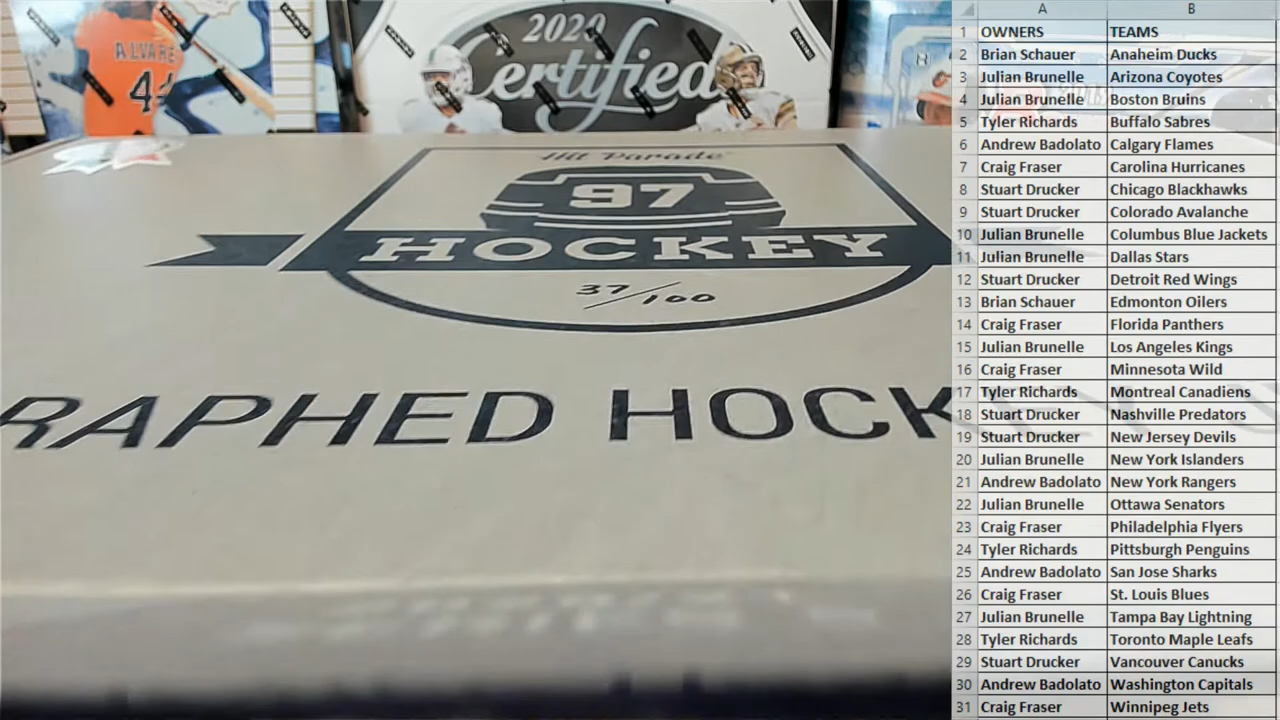 ALVARE
4
2020
Certified
Hit Parade
97
HOCKEY
37/100
RAPHED HOCK
A B
1 OWNERS TEAMS
2 Brian Schauer Anaheim Ducks
3 Julian Brunelle Arizona Coyotes
4 Julian Brunelle Boston Bruins
5 Tyler Richards Buffalo Sabres
6 Andrew Badolato Calgary Flames
7 Craig Fraser Carolina Hurricanes
8 Stuart Drucker Chicago Blackhawks
9 Stuart Drucker Colorado Avalanche
10 Julian Brunelle Columbus Blue Jackets
11 Julian Brunelle Dallas Stars
12 Stuart Drucker Detroit Red Wings
13 Brian Schauer Edmonton Oilers
14 Craig Fraser Florida Panthers
15 Julian Brunelle Los Angeles Kings
16 Craig Fraser Minnesota Wild
17 Tyler Richards Montreal Canadiens
18 Stuart Drucker Nashville Predators
19 Stuart Drucker New Jersey Devils
20 Julian Brunelle New York Islanders
21 Andrew Badolato New York Rangers
22 Julian Brunelle Ottawa Senators
23 Craig Fraser Philadelphia Flyers
24 Tyler Richards Pittsburgh Penguins
25 Andrew Badolato San Jose Sharks
26 Craig Fraser St. Louis Blues
27 Julian Brunelle Tampa Bay Lightning
28 Tyler Richards Toronto Maple Leafs
29 Stuart Drucker Vancouver Canucks
30 Andrew Badolato Washington Capitals
31 Craig Fraser Winnipeg Jets